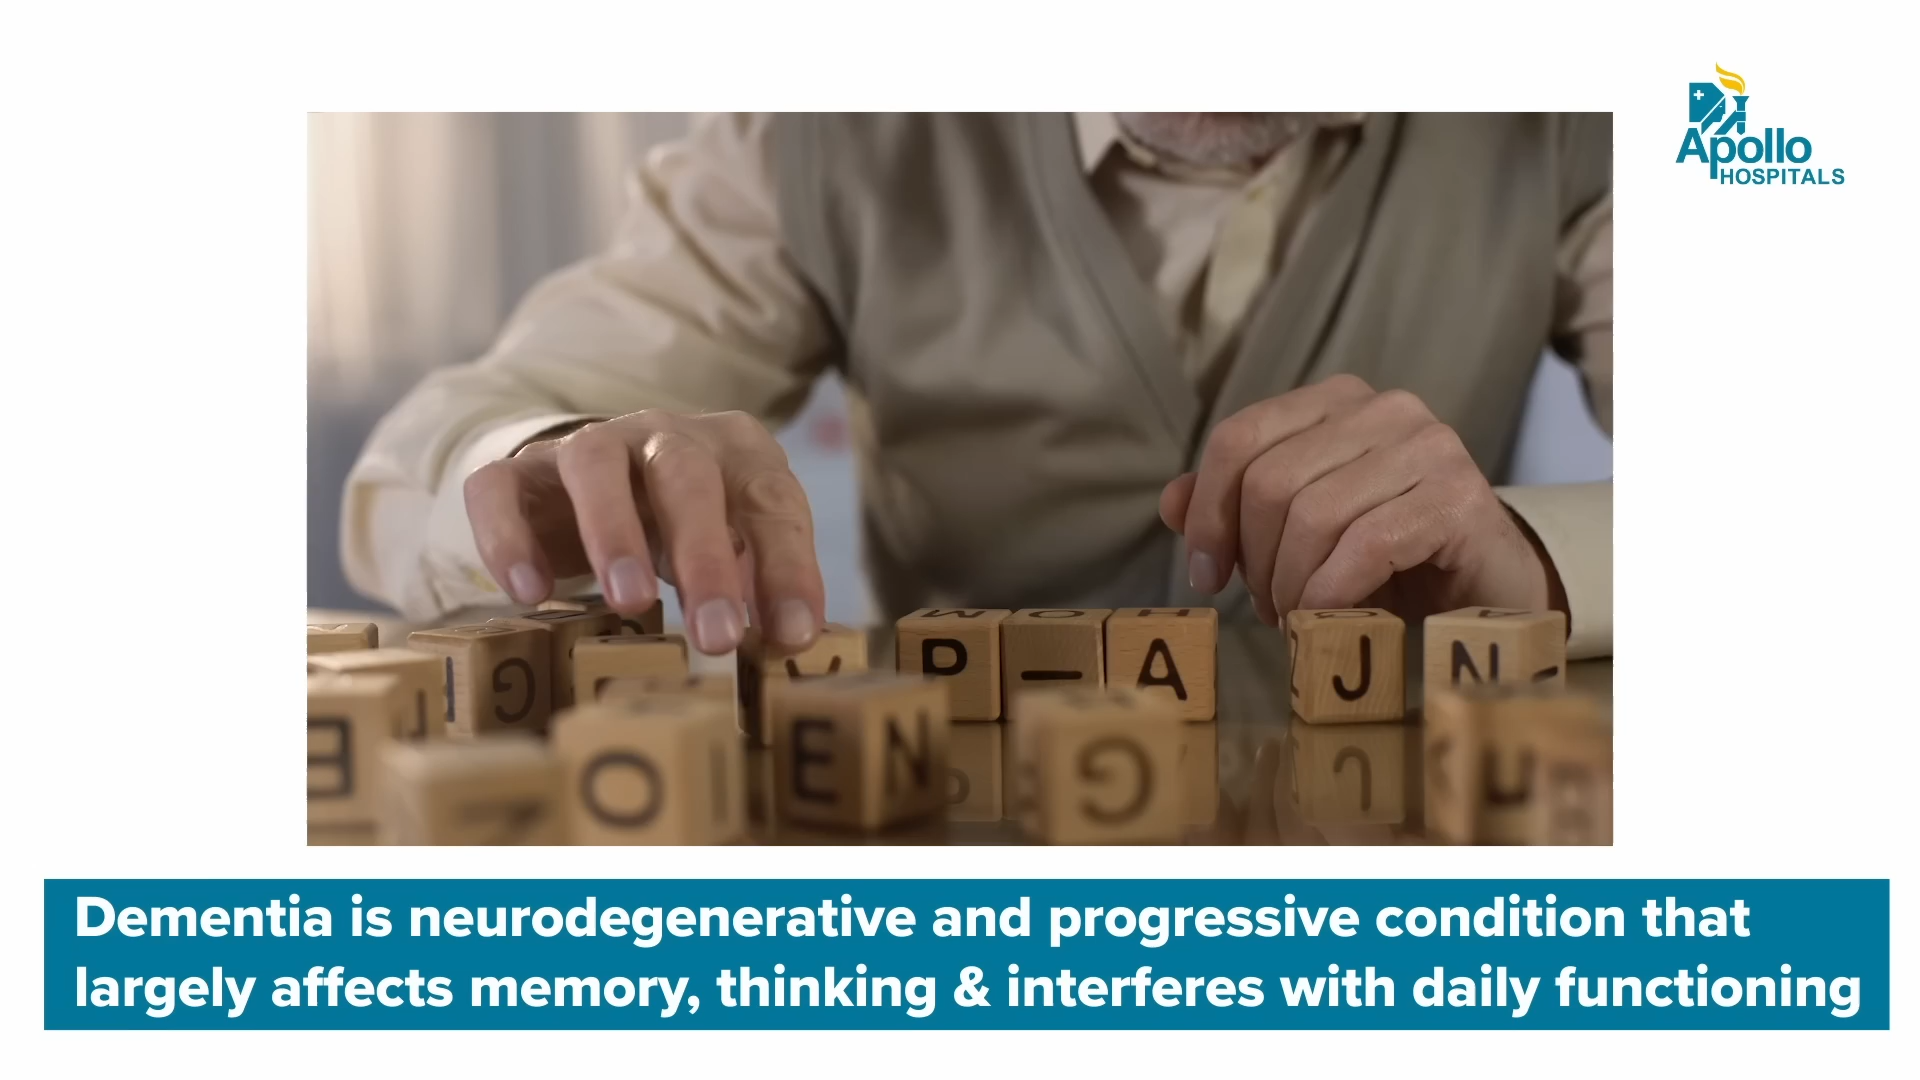 Apollo
HOSPITALS
P — A J N
E N
O G
Dementia is neurodegenerative and progressive condition that
largely affects memory, thinking & interferes with daily functioning